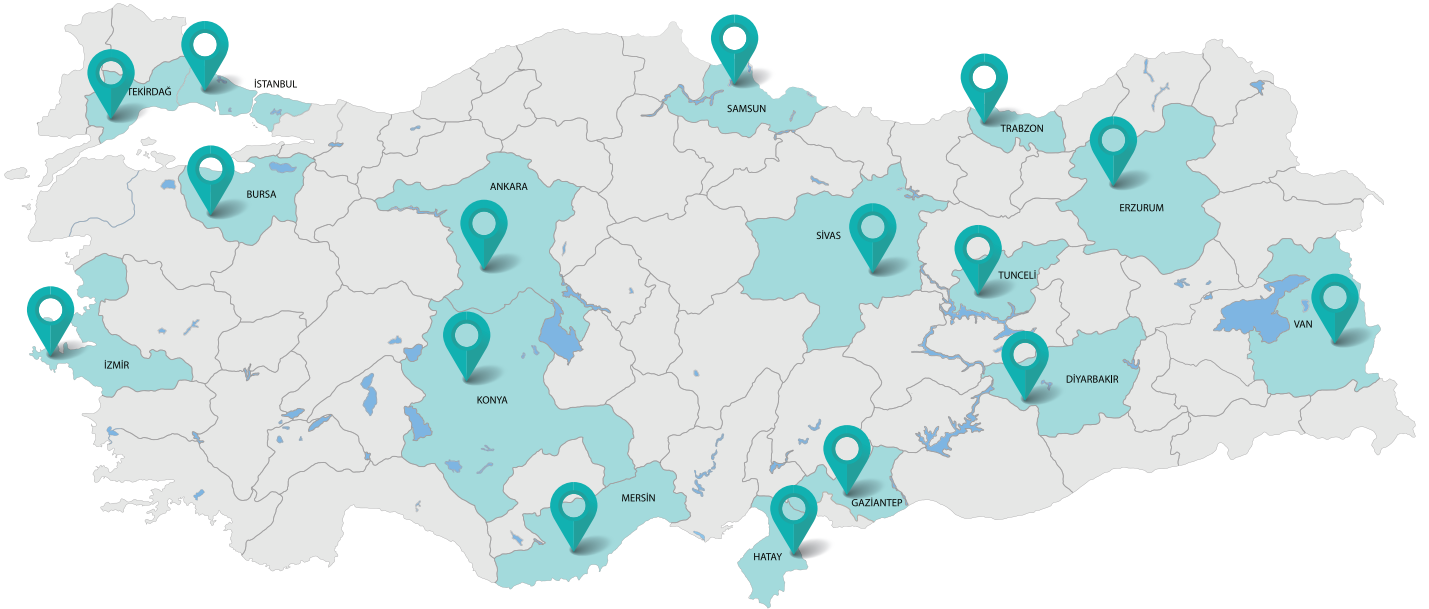 İSTANBUL
TEKİRDAĞ
SAMSUN
TRABZON
ANKARA
BURSA
ERZURUM
SİVAS
TUNCELİ
VAN
İZMİR
DİYARBAKIR
KONYA
MERSİN
GAZİANTEP
HATAY